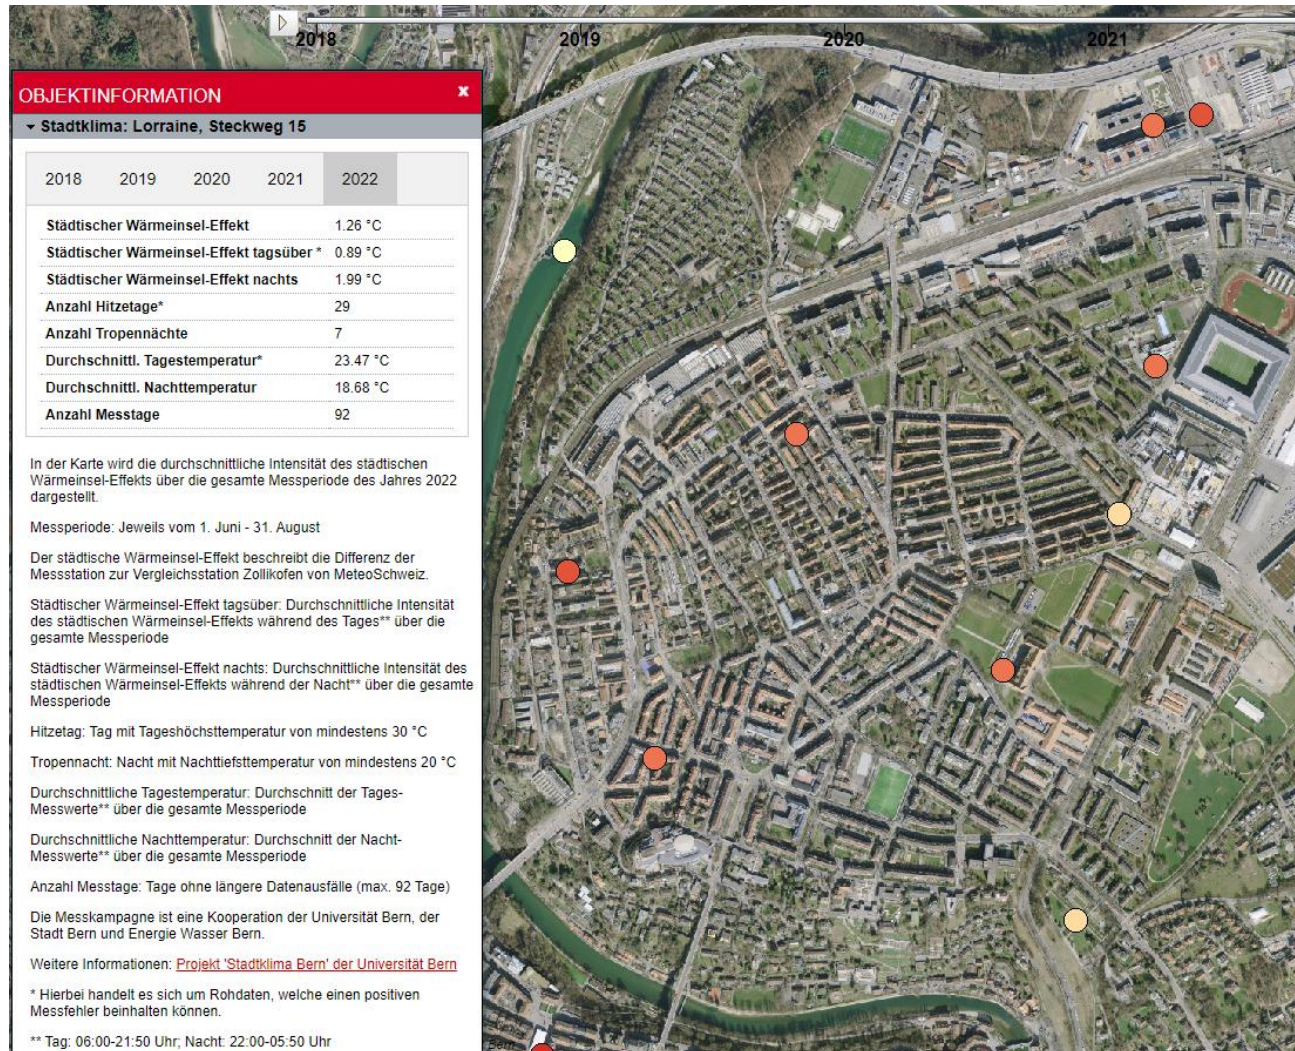 2018 2019 2020 2021
OBJEKTINFORMATION x
Stadtklima: Lorraine, Steckweg 15
2018 2019 2020 2021 2022
Städtischer Wärmeinsel-Effekt 1.26 °C
Städtischer Wärmeinsel-Effekt tagsüber * 0.89 °C
Städtischer Wärmeinsel-Effekt nachts 1.99 °C
Anzahl Hitzetage* 29
Anzahl Tropennächte 7
Durchschnittl. Tagestemperatur* 23.47 °C
Durchschnittl. Nachttemperatur 18.68 °C
Anzahl Messtage 92
In der Karte wird die durchschnittliche Intensität des städtischen
Wärmeinsel-Effekts über die gesamte Messperiode des Jahres 2022
dargestellt.
Messperiode: Jeweils vom 1. Juni - 31. August
Der städtische Wärmeinsel-Effekt beschreibt die Differenz der
Messstation zur Vergleichsstation Zollikofen von MeteoSchweiz.
Städtischer Wärmeinsel-Effekt tagsüber: Durchschnittliche Intensität
des städtischen Wärmeinsel-Effekts während des Tages** über die
gesamte Messperiode
Städtischer Wärmeinsel-Effekt nachts: Durchschnittliche Intensität des
städtischen Wärmeinsel-Effekts während der Nacht** über die gesamte
Messperiode
Hitzetag: Tag mit Tageshöchsttemperatur von mindestens 30 °C
Tropennacht: Nacht mit Nachttiefsttemperatur von mindestens 20 °C
Durchschnittliche Tagestemperatur: Durchschnitt der Tages-
Messwerte** über die gesamte Messperiode
Durchschnittliche Nachttemperatur: Durchschnitt der Nacht-
Messwerte** über die gesamte Messperiode
Anzahl Messtage: Tage ohne längere Datenausfälle (max. 92 Tage)
Die Messkampagne ist eine Kooperation der Universität Bern, der
Stadt Bern und Energie Wasser Bern.
Weitere Informationen: Projekt 'Stadtklima Bern' der Universität Bern
* Hierbei handelt es sich um Rohdaten, welche einen positiven
Messfehler beinhalten können.
** Tag: 06:00-21:50 Uhr; Nacht: 22:00-05:50 Uhr
Bern